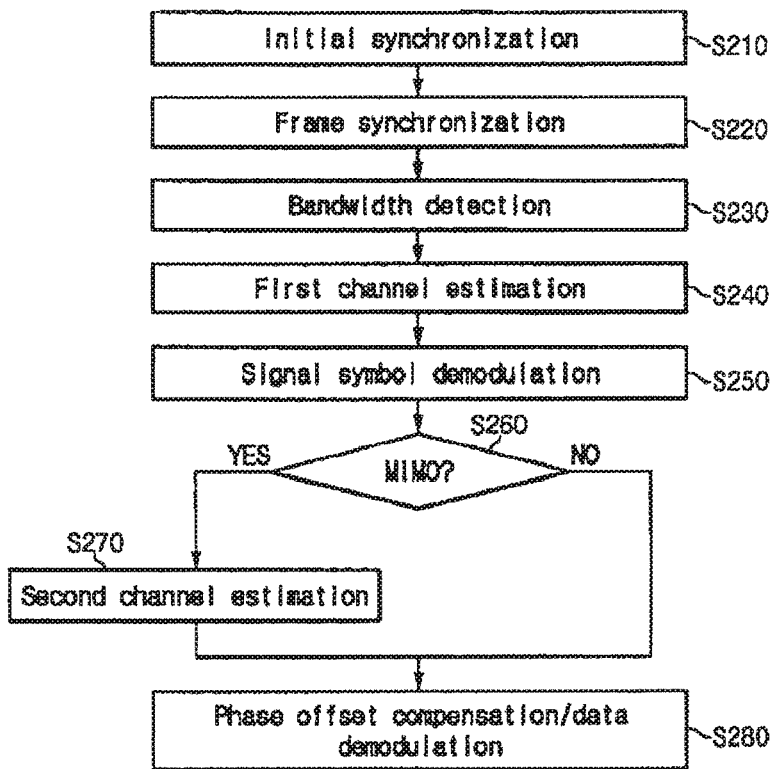 Initial synchronization
S210
Frame synchronization
S220
Bandwidth detection
S230
First channel estimation
S240
Signal symbol demodulation
S250
S260
YES
MIMO?
NO
S270
Second channel estimation
Phase offset compensation/data
demodulation
S280